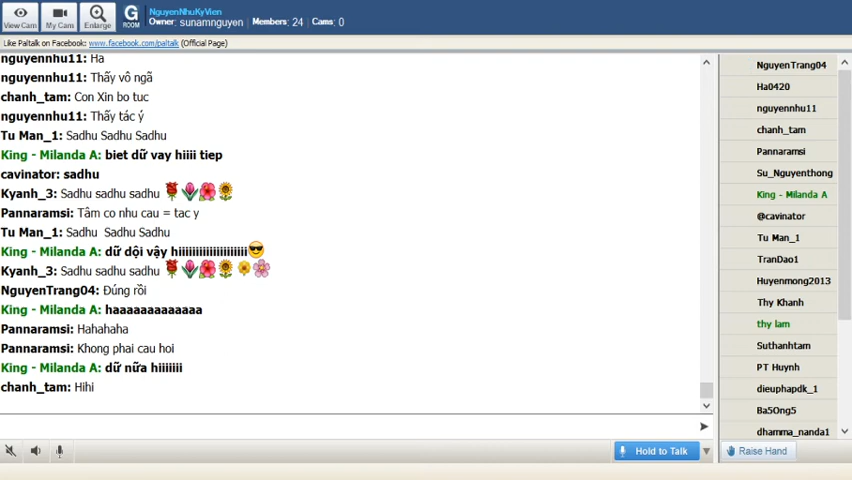 NguyenNhuKyVien
Owner: sunamnguyen Members: 24 Cams: 0
View Cam
My Cam
Enlarge
G
ROOM
Like Paltalk on Facebook: www.facebook.com/paltalk (Official Page)
nguyennhu11: Ha
nguyennhu11: Thấy vô ngã
chanh_tam: Con Xin bo tuc
nguyennhu11: Thấy tác ý
Tu Man_1: Sadhu Sadhu Sadhu
King - Milanda A: biet dữ vay hiiii tiep
cavinator: sadhu
Kyanh_3: Sadhu sadhu sadhu
Pannaramsi: Tâm co nhu cau = tac y
Tu Man_1: Sadhu Sadhu Sadhu
King - Milanda A: dữ dội vậy hiiiiiiiiiiiiiiiiiiii
Kyanh_3: Sadhu sadhu sadhu
NguyenTrang04: Đúng rồi
King - Milanda A: haaaaaaaaaaaaa
Pannaramsi: Hahahaha
Pannaramsi: Khong phai cau hoi
King - Milanda A: dữ nữa hiiiiiii
chanh_tam: Hihi
NguyenTrang04
Ha0420
nguyennhu11
chanh_tam
Pannaramsi
Su_Nguyenthong
King - Milanda A
@cavinator
Tu Man_1
TranDao1
Huyenmong2013
Thy Khanh
thy lam
Suthanhtam
PT Huynh
dieuphapdk_1
Ba5Ong5
dhamma_nanda1
Hold to Talk
Raise Hand